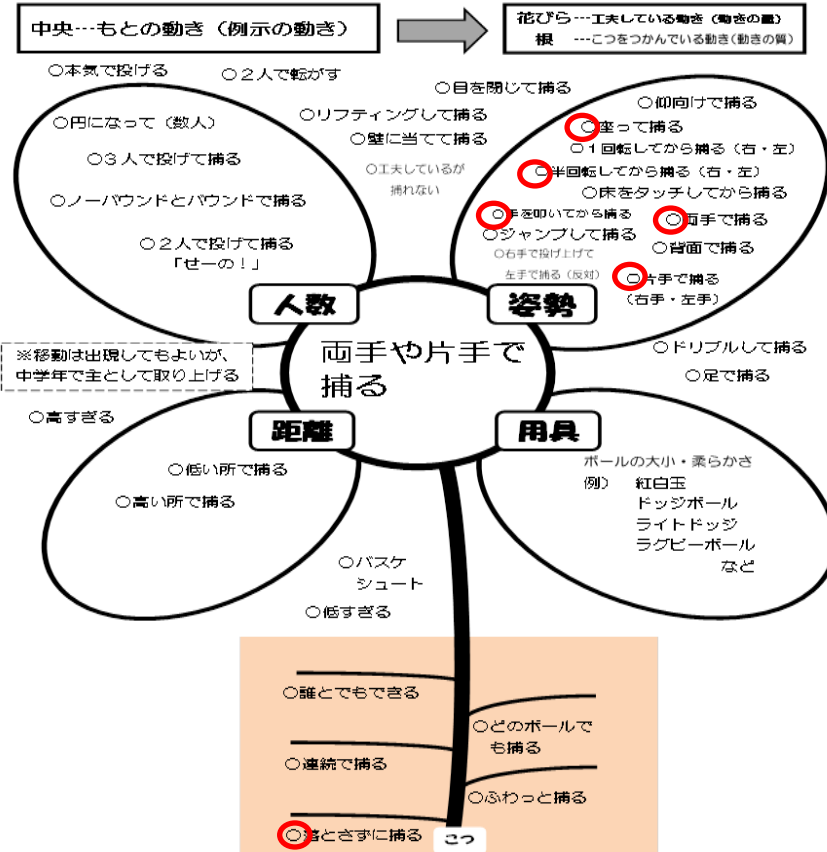 中央…もとの動き（例示の動き）
花びら…工夫している動き（動きの量）
根 …こつをつかんでいる動き（動きの質）
○本気で投げる
○２人で転がす
○目を閉じて捕る
○リフティングして捕る
○壁に当てて捕る
○工夫しているが
捕れない
○円になって（数人）
○３人で投げて捕る
○ノーバウンドとバウンドで捕る
○２人で投げて捕る
「せーの！」
人数
○仰向けで捕る
○座って捕る
○１回転してから捕る（右・左）
○半回転してから捕る（右・左）
○床をタッチしてから捕る
○手を叩いてから捕る
○両手で捕る
○ジャンプして捕る
○背面で捕る
○右手で投げ上げて
左手で捕る（反対）
○片手で捕る
（右手・左手）
姿勢
両手や片手で
捕る
※移動は出現してもよいが、
中学年で主として取り上げる
○ドリブルして捕る
○足で捕る
○高すぎる
距離
○低い所で捕る
○高い所で捕る
用具
ボールの大小・柔らかさ
例） 紅白玉
ドッジボール
ライトドッジ
ラグビーボール
など
○バスケ
シュート
○低すぎる
○誰とでもできる
○どのボールで
も捕る
○連続で捕る
○ふわっと捕る
○落とさずに捕る
こつ